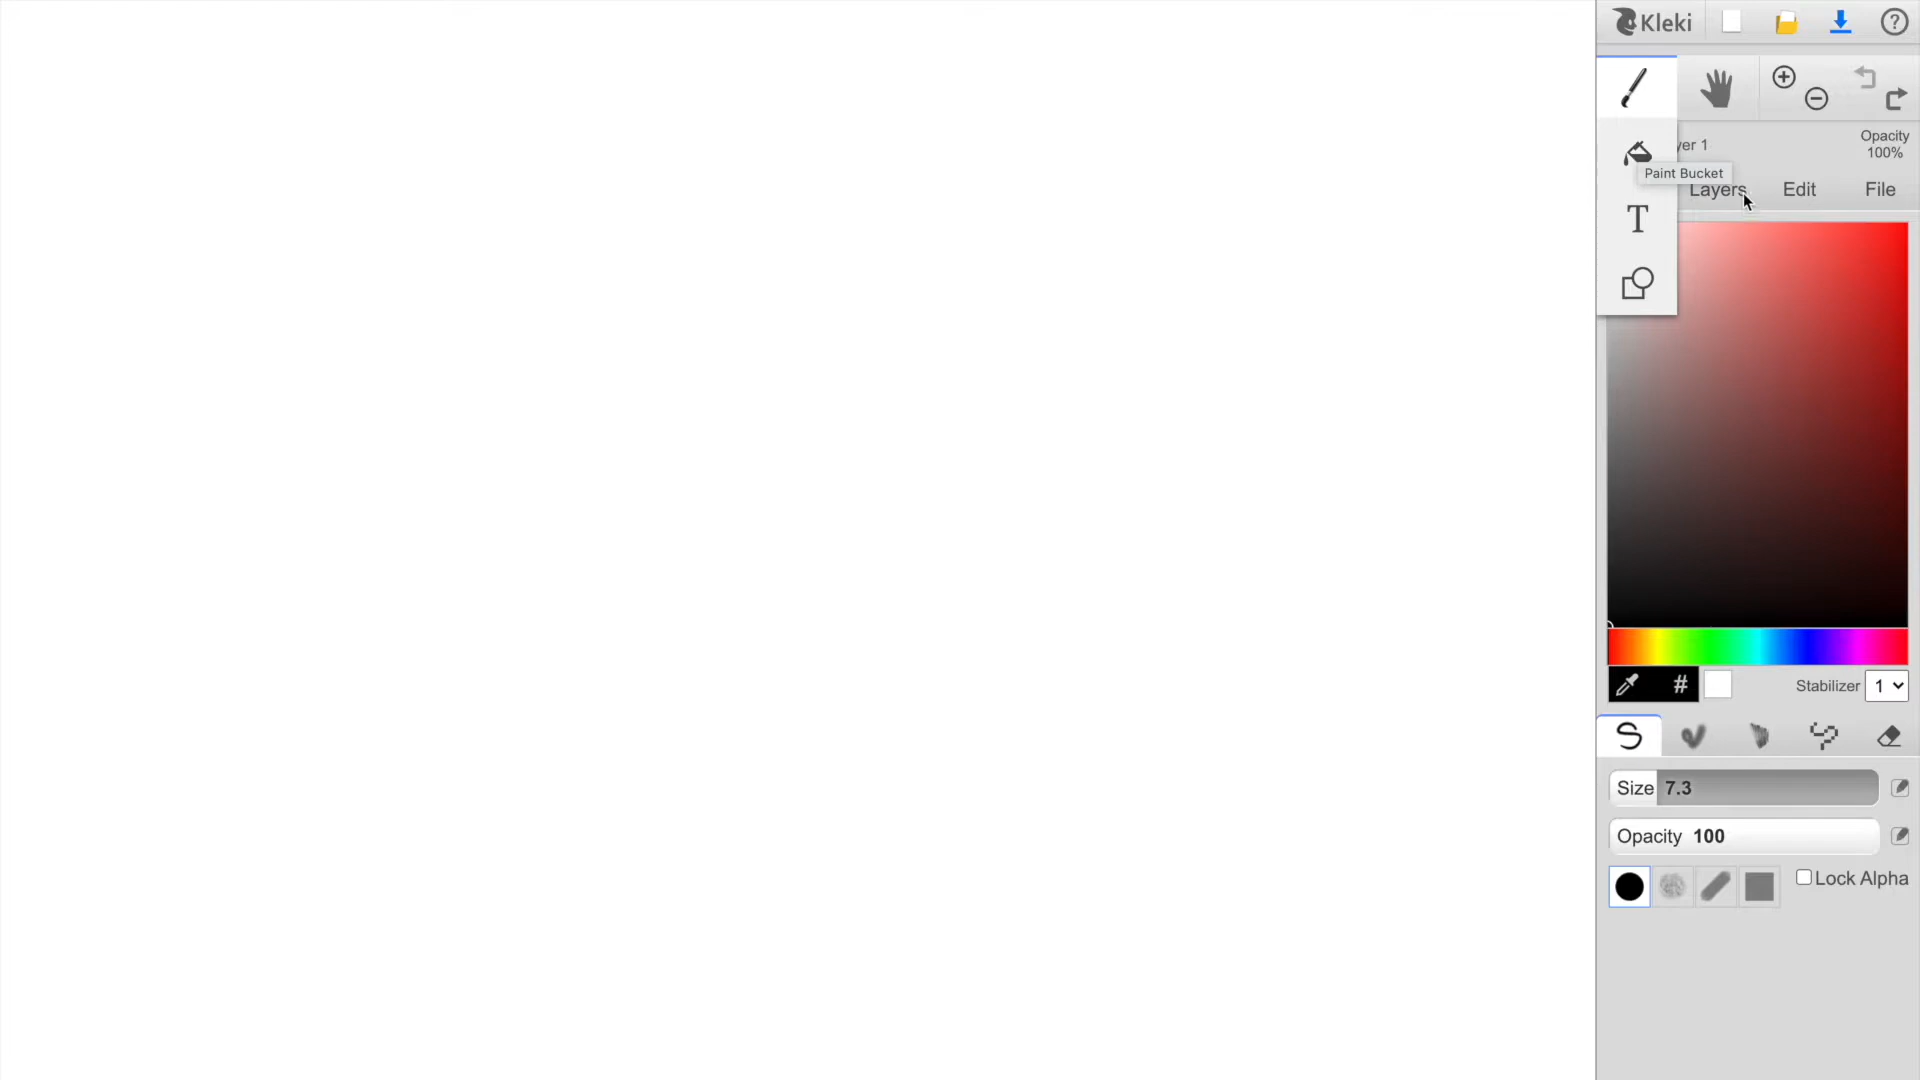 Kleki
?
yer 1
Opacity
100%
Paint Bucket
T
Layers Edit File
# Stabilizer 1
Size 7.3
Opacity 100
Lock Alpha